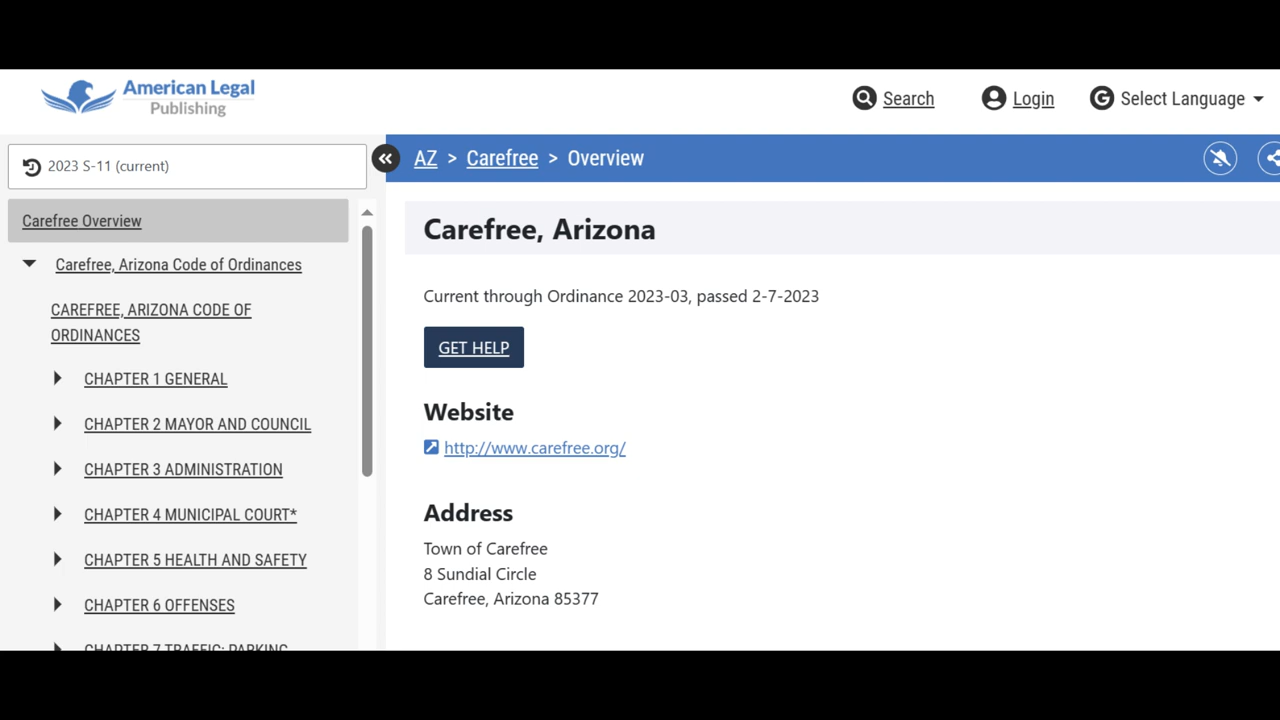 American Legal
Publishing
Search
Login
Select Language
2023 S-11 (current)
AZ > Carefree > Overview
Carefree Overview
Carefree, Arizona Code of Ordinances
CAREFREE, ARIZONA CODE OF
ORDINANCES
CHAPTER 1 GENERAL
CHAPTER 2 MAYOR AND COUNCIL
CHAPTER 3 ADMINISTRATION
CHAPTER 4 MUNICIPAL COURT*
CHAPTER 5 HEALTH AND SAFETY
CHAPTER 6 OFFENSES
CHAPTER 7 TRAFFIC; PARKING
Carefree, Arizona
Current through Ordinance 2023-03, passed 2-7-2023
GET HELP
Website
http://www.carefree.org/
Address
Town of Carefree
8 Sundial Circle
Carefree, Arizona 85377